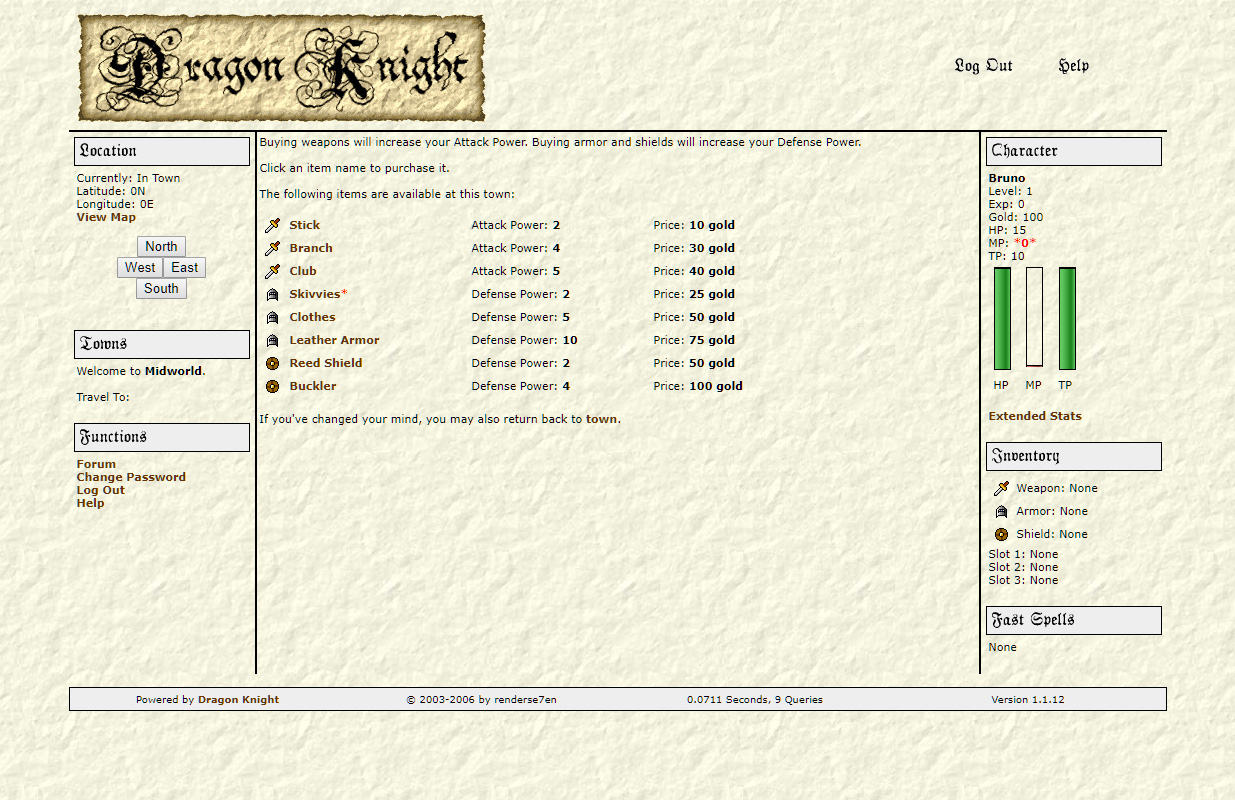 Dragon Knight
Log Out Help
Location
Currently: In Town
Latitude: 0N
Longitude: 0E
View Map
North
West East
South
Towns
Welcome to Midworld.
Travel To:
Functions
Forum
Change Password
Log Out
Help
Buying weapons will increase your Attack Power. Buying armor and shields will increase your Defense Power.
Click an item name to purchase it.
The following items are available at this town:
Stick Attack Power: 2 Price: 10 gold
Branch Attack Power: 4 Price: 30 gold
Club Attack Power: 5 Price: 40 gold
Skivvies* Defense Power: 2 Price: 25 gold
Clothes Defense Power: 5 Price: 50 gold
Leather Armor Defense Power: 10 Price: 75 gold
Reed Shield Defense Power: 2 Price: 50 gold
Buckler Defense Power: 4 Price: 100 gold
If you've changed your mind, you may also return back to town.
Character
Bruno
Level: 1
Exp: 0
Gold: 100
HP: 15
MP: *0*
TP: 10
HP MP TP
Extended Stats
Inventory
Weapon: None
Armor: None
Shield: None
Slot 1: None
Slot 2: None
Slot 3: None
Fast Spells
None
Powered by Dragon Knight © 2003-2006 by renderse7en 0.0711 Seconds, 9 Queries Version 1.1.12